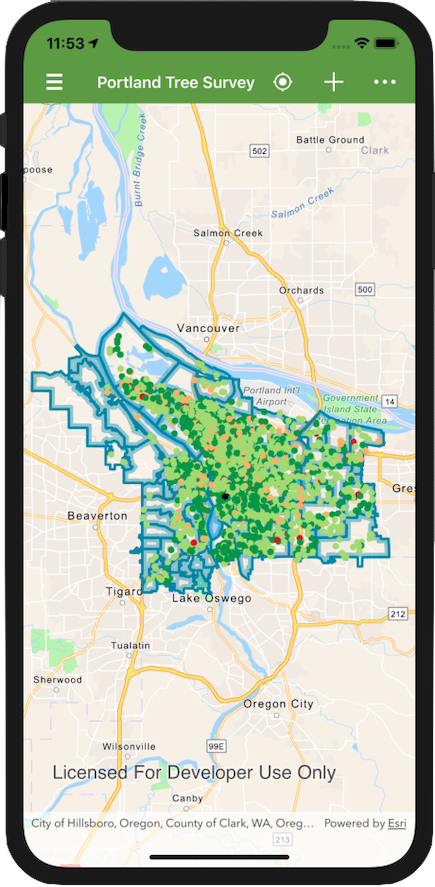 11:53
Portland Tree Survey
Burnt Bridge Creek
502
Battle Ground
Clark
poose
Salmon Creek
Salmon Creek
Orchards
500
Vancouver
Portland Int'l
Airport
Government
Island State
ation Area
14
Gres
Beaverton
Tigard
Lake Oswego
212
Tualatin
Sherwood
Oregon City
Wilsonville
99E
Licensed For Developer Use Only
Canby
City of Hillsboro, Oregon, County of Clark, WA, Oreg... Powered by Esri
213